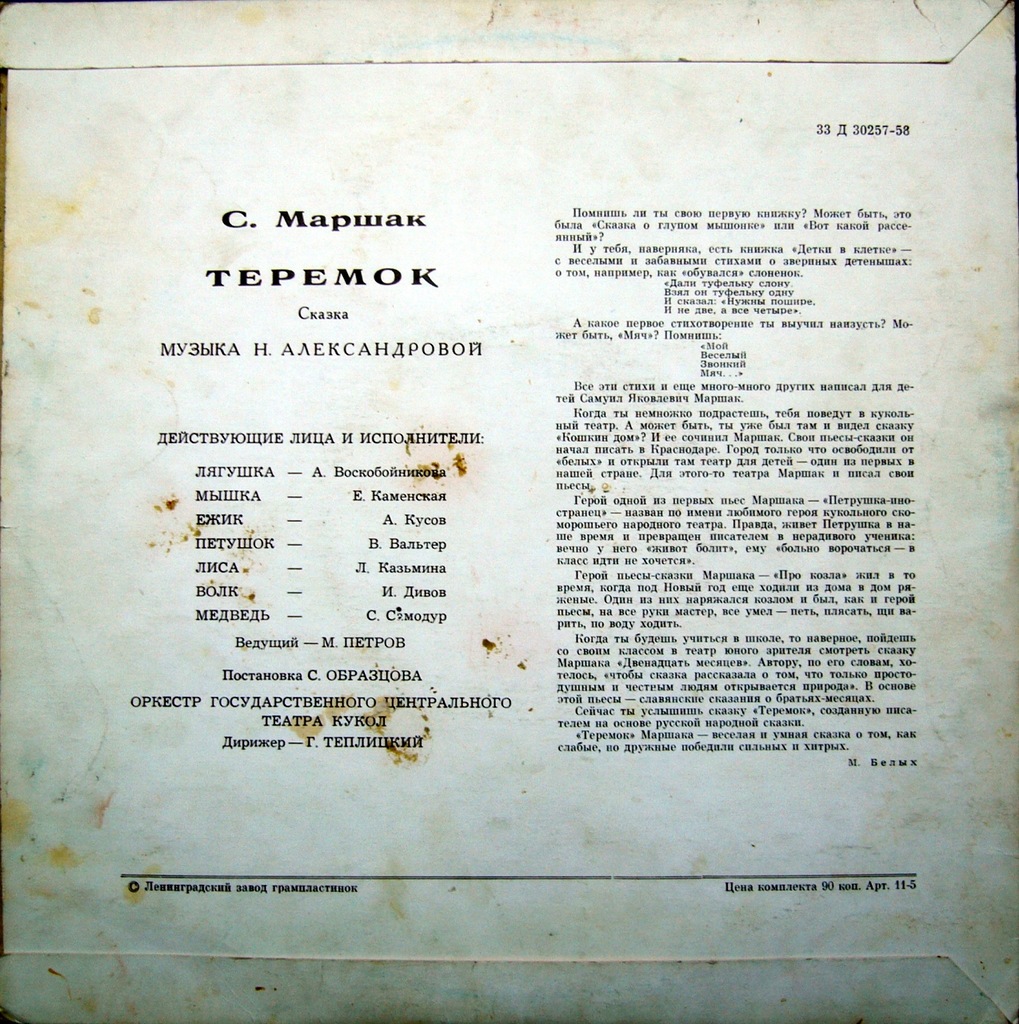 33 Д 30257-58
С. Маршак
ТЕРЕМОК
Сказка
МУЗЫКА Н. АЛЕКСАНДРОВОЙ
ДЕЙСТВУЮЩИЕ ЛИЦА И ИСПОЛНИТЕЛИ:
ЛЯГУШКА — А. Воскобойникова
МЫШКА — Е. Каменская
ЕЖИК — А. Кусов
ПЕТУШОК — В. Вальтер
ЛИСА — Л. Казьмина
ВОЛК — И. Дивов
МЕДВЕДЬ — С. Самодур
Ведущий — М. ПЕТРОВ
Постановка С. ОБРАЗЦОВА
ОРКЕСТР ГОСУДАРСТВЕННОГО ЦЕНТРАЛЬНОГО
ТЕАТРА КУКОЛ
Дирижер — Г. ТЕПЛИЦКИЙ
Помнишь ли ты свою первую книжку? Может быть, это
была «Сказка о глупом мышонке» или «Вот какой рассе-
янный»?
И у тебя, наверняка, есть книжка «Детки в клетке» —
с веселыми и забавными стихами о звериных детенышах:
о том, например, как «обувался» слоненок.
«Дали туфельку слону.
Взял он туфельку одну
И сказал: «Нужны пошире,
И не две, а все четыре».
А какое первое стихотворение ты выучил наизусть? Мо-
жет быть, «Мяч»? Помнишь:
«Мой
Веселый
Звонкий
Мяч. . .»
Все эти стихи и еще много-много других написал для де-
тей Самуил Яковлевич Маршак.
Когда ты немножко подрастешь, тебя поведут в куколь-
ный театр. А может быть, ты уже был там и видел сказку
«Кошкин дом»? И ее сочинил Маршак. Свои пьесы-сказки он
начал писать в Краснодаре. Город только что освободили от
«белых» и открыли там театр для детей — один из первых в
нашей стране. Для этого-то театра Маршак и писал свои
пьесы.
Герой одной из первых пьес Маршака — «Петрушка-ино-
странец» — назван по имени любимого героя кукольного ско-
морошьего народного театра. Правда, живет Петрушка в на-
ше время и превращен писателем в нерадивого ученика:
вечно у него «живот болит», ему «больно ворочаться — в
класс идти не хочется».
Герой пьесы-сказки Маршака — «Про козла» жил в то
время, когда под Новый год еще ходили из дома в дом ря-
женые. Один из них наряжался козлом и был, как и герой
пьесы, на все руки мастер, все умел — петь, плясать, щи ва-
рить, по воду ходить.
Когда ты будешь учиться в школе, то наверное, пойдешь
со своим классом в театр юного зрителя смотреть сказку
Маршака «Двенадцать месяцев». Автору, по его словам, хо-
телось, «чтобы сказка рассказала о том, что только просто-
душным и честным людям открывается природа». В основе
этой пьесы — славянские сказания о братьях-месяцах.
Сейчас ты услышишь сказку «Теремок», созданную писа-
телем на основе русской народной сказки.
«Теремок» Маршака — веселая и умная сказка о том, как
слабые, но дружные победили сильных и хитрых.
М. Белых
© Ленинградский завод грампластинок
Цена комплекта 90 коп. Арт. 11-5